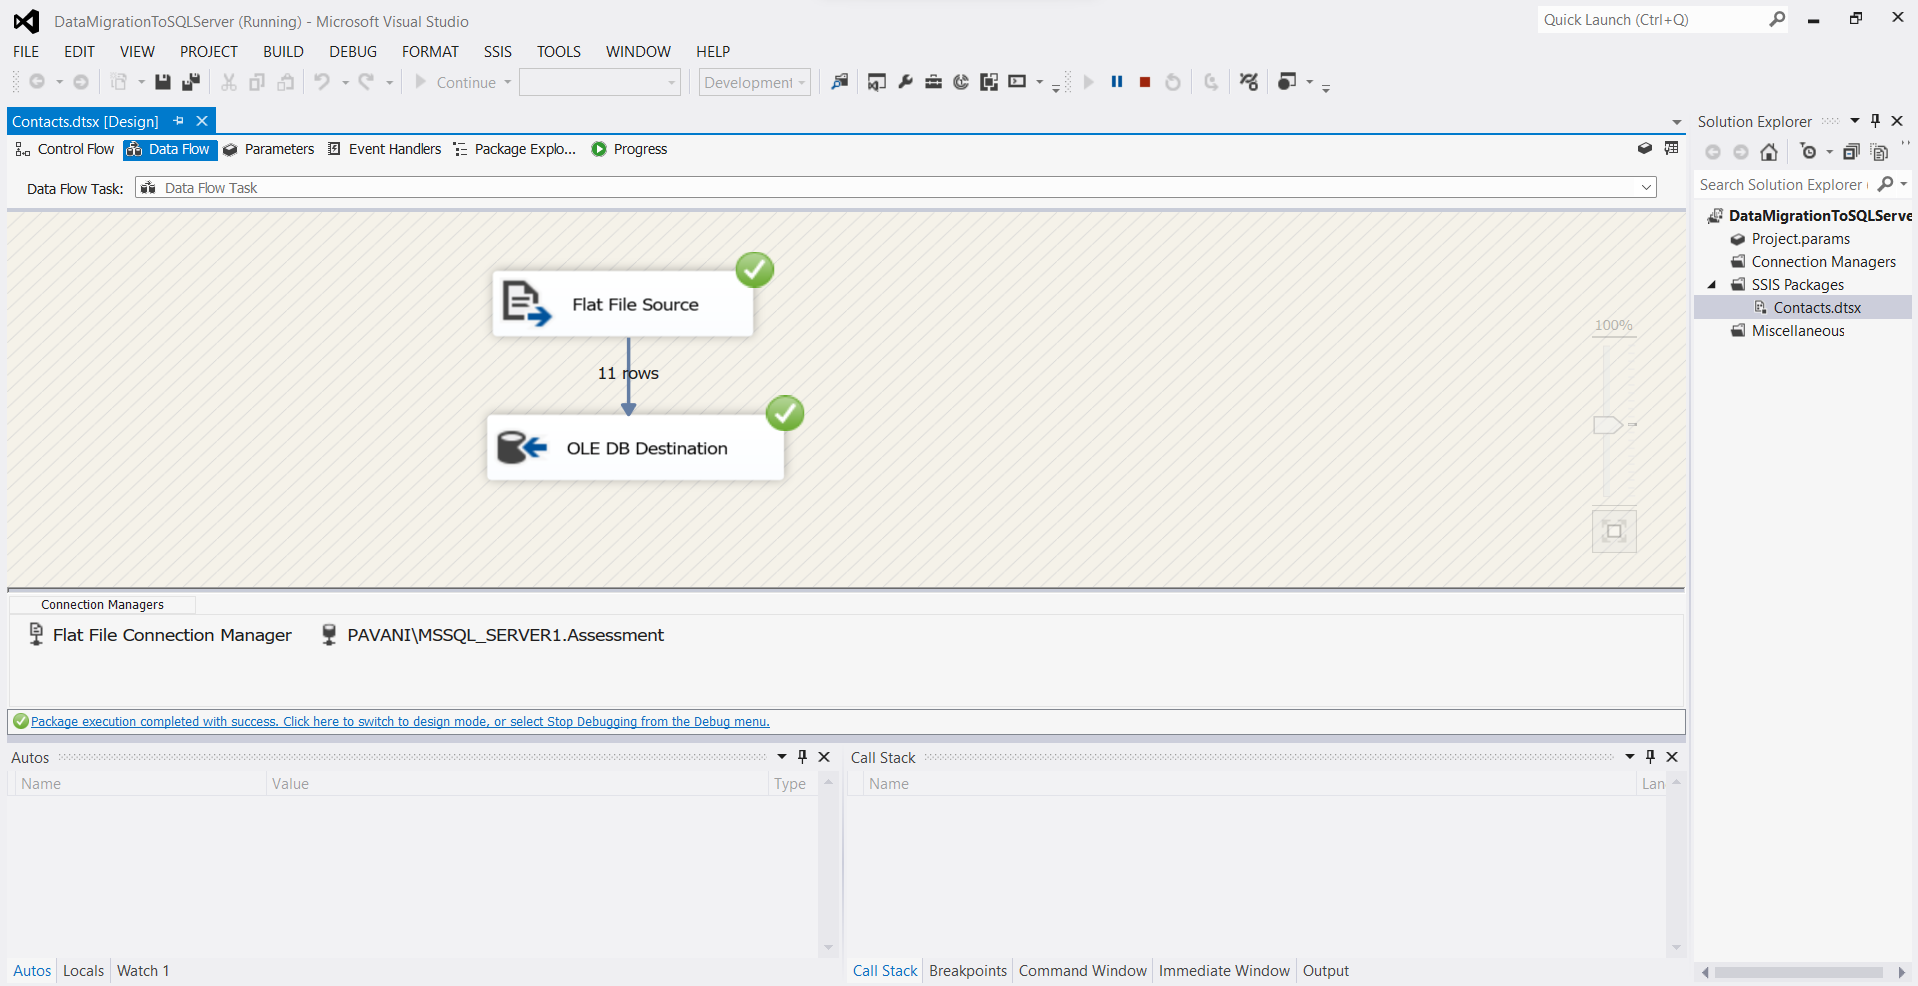 DataMigrationToSQLServer (Running) - Microsoft Visual Studio
Quick Launch (Ctrl+Q)
FILE EDIT VIEW PROJECT BUILD DEBUG FORMAT SSIS TOOLS WINDOW HELP
Continue
Development
Contacts.dtsx [Design]
Control Flow Data Flow Parameters Event Handlers Package Explo... Progress
Data Flow Task: Data Flow Task
Flat File Source
11 rows
OLE DB Destination
100%
Connection Managers
Flat File Connection Manager PAVANI\MSSQL_SERVER1.Assessment
Package execution completed with success. Click here to switch to design mode, or select Stop Debugging from the Debug menu.
Autos
Name Value Type
Autos Locals Watch 1
Call Stack
Name Lan
Call Stack Breakpoints Command Window Immediate Window Output
Solution Explorer
Search Solution Explorer (
DataMigrationToSQLServe
Project.params
Connection Managers
SSIS Packages
Contacts.dtsx
Miscellaneous